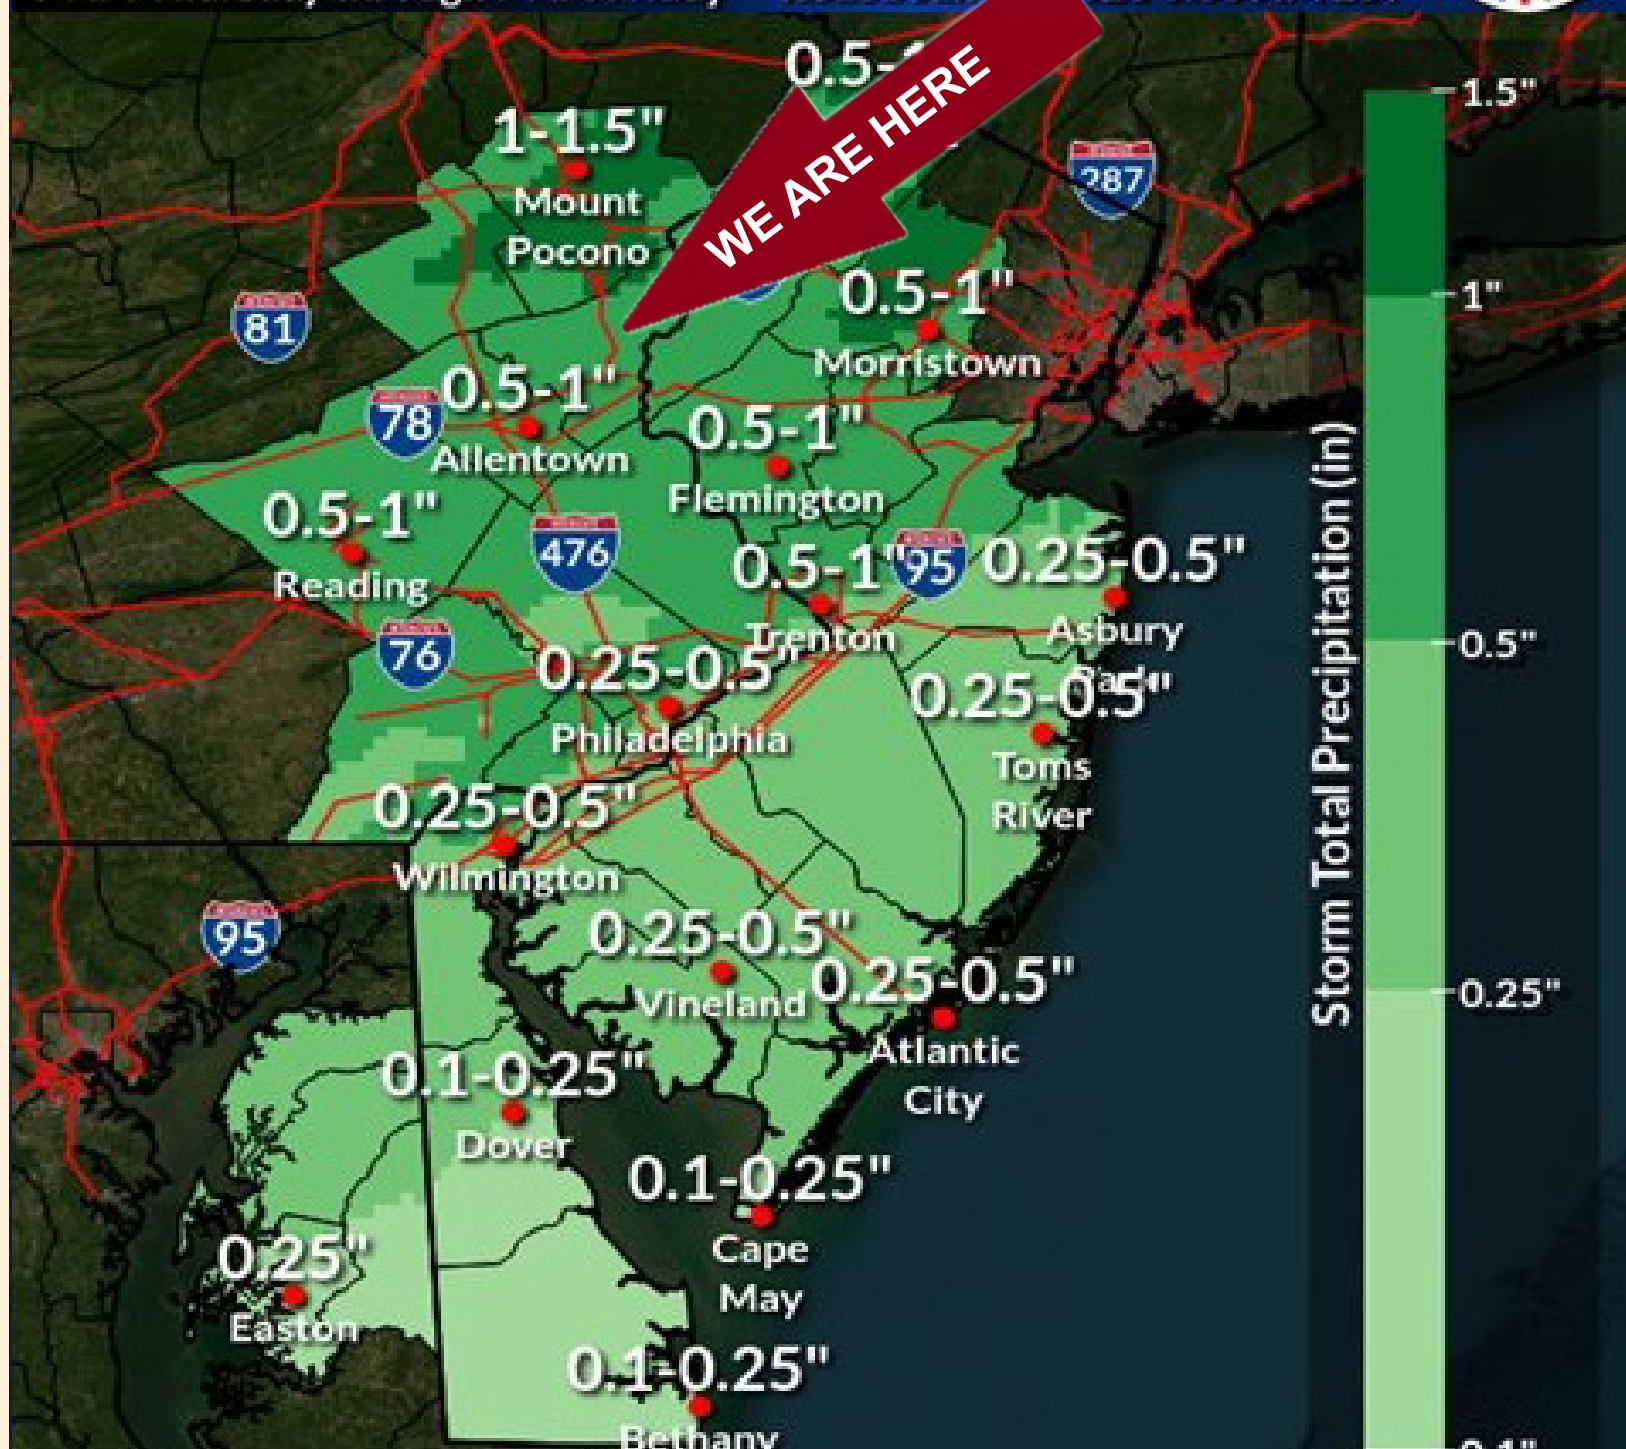 0.5-1
WE ARE HERE
1-1.5"
Mount
Pocono
287
1.5"
81
0.5-1"
Morristown
1"
78
0.5-1"
Allentown
0.5-1"
Flemington
0.5-1"
Reading
476
0.5-1"
Trenton
95
0.25-0.5"
Asbury
Park
76
0.25-0.5"
Philadelphia
0.25-0.5"
Toms
River
0.5"
Storm Total Precipitation (in)
0.25-0.5"
Wilmington
95
0.25-0.5"
Vineland
0.25-0.5"
Atlantic
City
0.25"
0.1-0.25"
Dover
0.1-0.25"
Cape
May
0.25"
Easton
0.1-0.25"
Bethany
0.1"